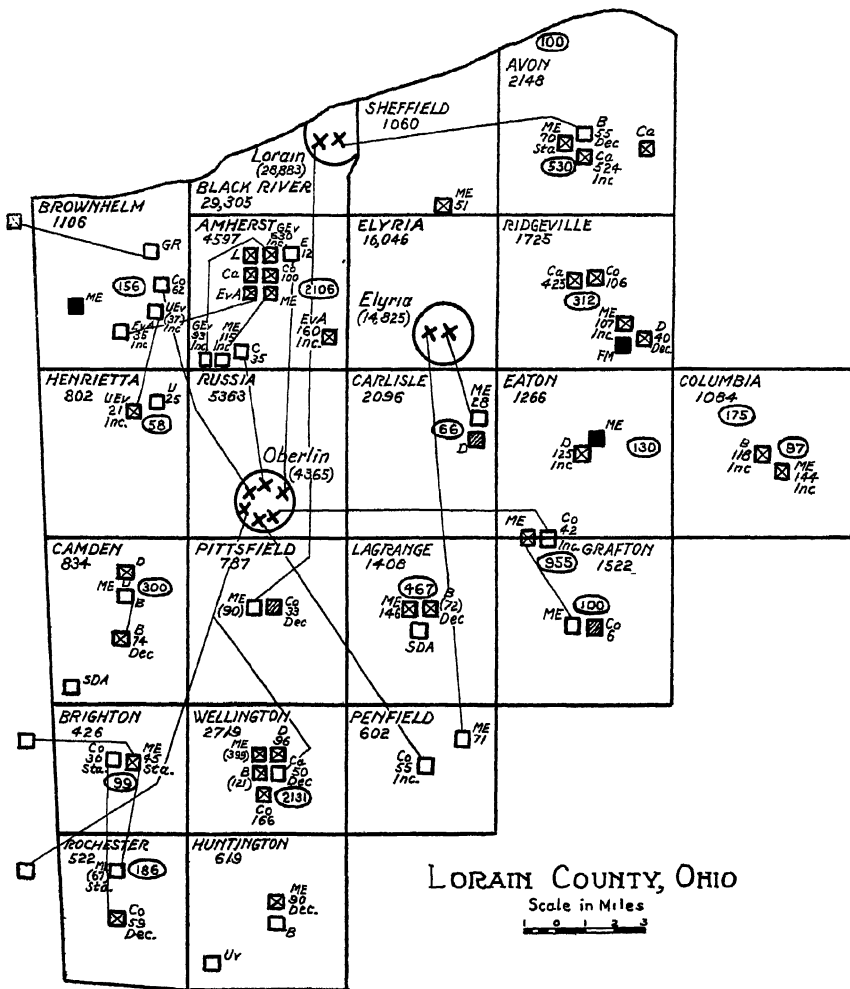 100
AVON
2148
B
55
Dec
ME
70
Sta
530
Ca
524
Inc
Ca
SHEFFIELD
1060
ME
51
Lorain
(28,883)
BLACK RIVER
29,305
BROWNHELM
1106
GR
156
Co
62
ME
UEv
(37)
Inc
EvA
36
Inc
AMHERST
4597
GEv
530
Inc
E
12
L
Ca
Co
100
EvA
ME
2106
EvA
160
Inc.
GEv
93
Inc
ME
115
Inc
C
35
ELYRIA
16,046
Elyria
(14,825)
RIDGEVILLE
1725
Ca
425
Co
106
312
ME
107
Inc
D
40
Dec.
FM
HENRIETTA
802
UEv
21
Inc.
U
25
58
RUSSIA
5363
Oberlin
(4365)
CARLISLE
2096
ME
28
66
D
EATON
1266
ME
D
125
Inc
130
COLUMBIA
1084
175
B
118
Inc
87
ME
144
Inc
CAMDEN
834
D
ME
D
B
300
B
74
Dec
SDA
PITTSFIELD
787
ME
(90)
Co
33
Dec
LAGRANGE
1408
467
ME
146
B
(72)
Dec
SDA
ME
Co
42
Inc.
955
GRAFTON
1522
100
ME
Co
6
BRIGHTON
426
Co
36
Sta.
ME
45
Sta.
99
WELLINGTON
2719
ME
(399)
D
96
B
(121)
Ca
50
Dec
Co
166
2131
PENFIELD
602
ME
71
Co
55
Inc.
ROCHESTER
522
ME
(67)
Sta.
186
Co
59
Dec.
HUNTINGTON
619
ME
90
Dec.
B
Uv
LORAIN COUNTY, OHIO
Scale in Miles
1 0 1 2 3